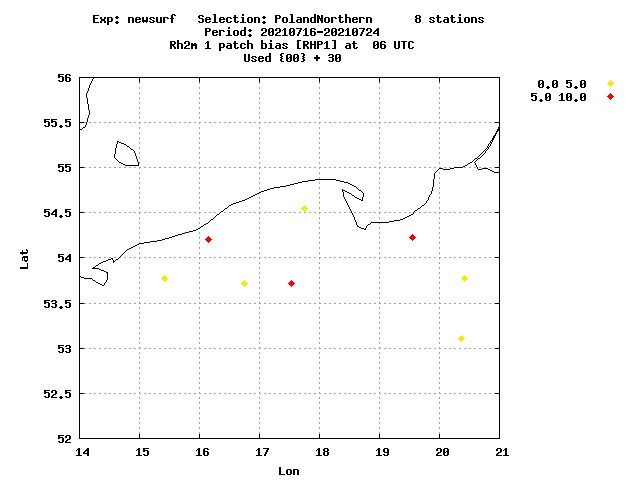 Exp: newsurf Selection: PolandNorthern 8 stations
Period: 20210716-20210724
Rh2m 1 patch bias [RHP1] at 06 UTC
Used {00} + 30
0.0 5.0
5.0 10.0
56
55.5
55
54.5
54
53.5
53
52.5
52
Lat
14 15 16 17 18 19 20 21
Lon